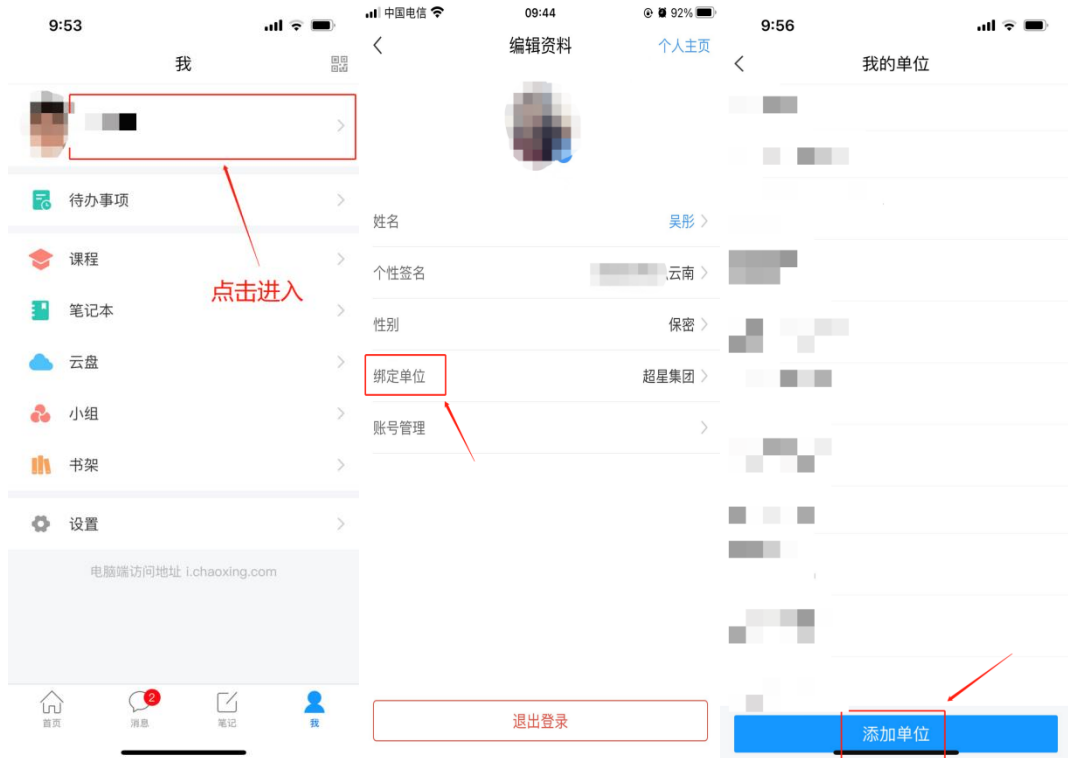 9:53
我
待办事项
课程
点击进入
笔记本
云盘
小组
书架
设置
电脑端访问地址 i.chaoxing.com
首页
2
消息
笔记
我
中国电信
09:44
92%
编辑资料
个人主页
姓名
吴彤
个性签名
云南
性别
保密
绑定单位
超星集团
账号管理
退出登录
9:56
我的单位
添加单位